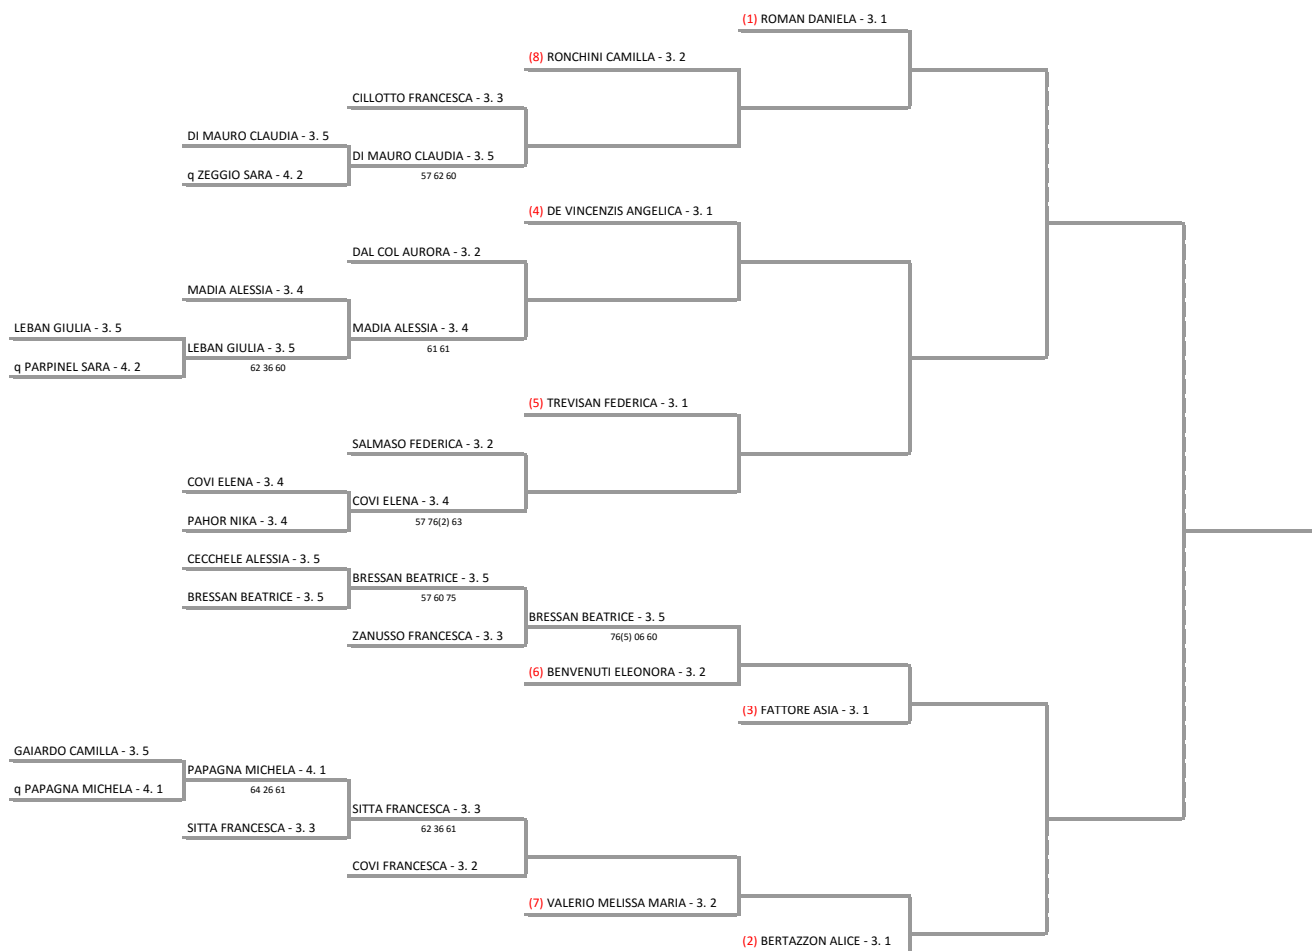 (1) ROMAN DANIELA - 3. 1
(8) RONCHINI CAMILLA - 3. 2
CILLOTTO FRANCESCA - 3. 3
DI MAURO CLAUDIA - 3. 5
DI MAURO CLAUDIA - 3. 5
q ZEGGIO SARA - 4. 2
57 62 60
(4) DE VINCENZIS ANGELICA - 3. 1
DAL COL AURORA - 3. 2
MADIA ALESSIA - 3. 4
LEBAN GIULIA - 3. 5
MADIA ALESSIA - 3. 4
LEBAN GIULIA - 3. 5
61 61
q PARPINEL SARA - 4. 2
62 36 60
(5) TREVISAN FEDERICA - 3. 1
SALMASO FEDERICA - 3. 2
COVI ELENA - 3. 4
COVI ELENA - 3. 4
PAHOR NIKA - 3. 4
57 76(2) 63
CECCHELE ALESSIA - 3. 5
BRESSAN BEATRICE - 3. 5
BRESSAN BEATRICE - 3. 5
57 60 75
BRESSAN BEATRICE - 3. 5
ZANUSSO FRANCESCA - 3. 3
76(5) 06 60
(6) BENVENUTI ELEONORA - 3. 2
(3) FATTORE ASIA - 3. 1
GAIARDO CAMILLA - 3. 5
PAPAGNA MICHELA - 4. 1
q PAPAGNA MICHELA - 4. 1
64 26 61
SITTA FRANCESCA - 3. 3
SITTA FRANCESCA - 3. 3
62 36 61
COVI FRANCESCA - 3. 2
(7) VALERIO MELISSA MARIA - 3. 2
(2) BERTAZZON ALICE - 3. 1